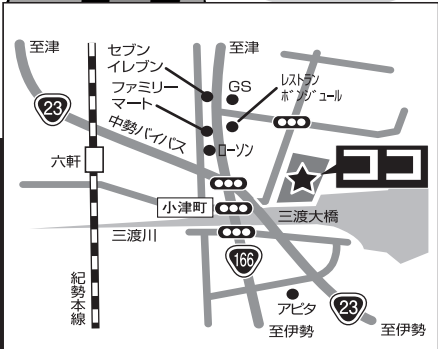 至津
セブン
イレブン
至津
ファミリー
マート
GS
レストラン
ボンジュール
23
中勢バイパス
ローソン
六軒
ココ
小津町
三渡大橋
三渡川
166
紀勢本線
アピタ
23
至伊勢
至伊勢